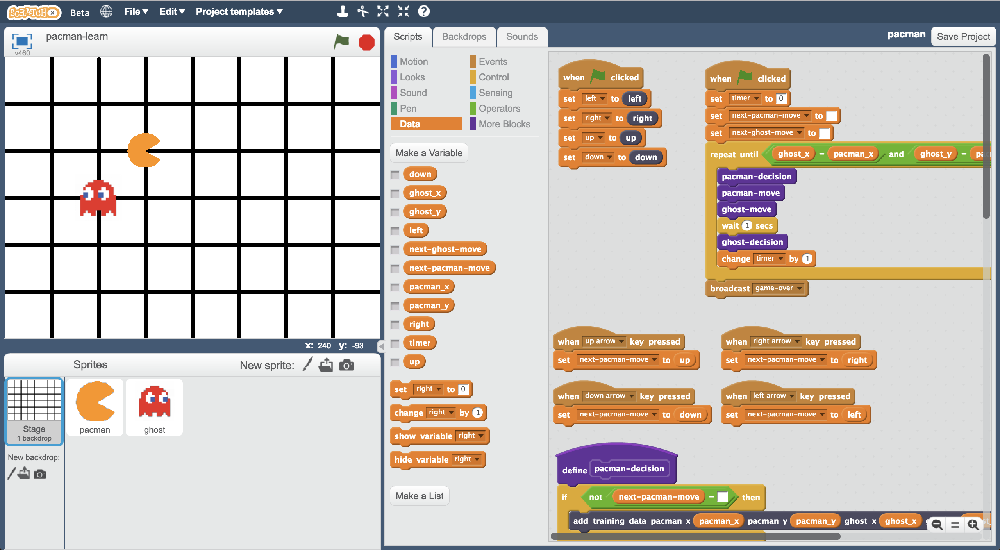 SCRATCH X Beta File Edit Project templates
pacman-learn
v460
x: 240 y: -93
Sprites New sprite:
Stage
1 backdrop
pacman
ghost
New backdrop:
Scripts Backdrops Sounds
pacman Save Project
Motion Events
Looks Control
Sound Sensing
Pen Operators
Data More Blocks
Make a Variable
down
ghost_x
ghost_y
left
next-ghost-move
next-pacman-move
pacman_x
pacman_y
right
timer
up
set right to 0
change right by 1
show variable right
hide variable right
Make a List
when clicked
set left to left
set right to right
set up to up
set down to down
when clicked
set timer to 0
set next-pacman-move to
set next-ghost-move to
repeat until ghost_x = pacman_x and ghost_y =
pacman-decision
pacman-move
ghost-move
wait 1 secs
ghost-decision
change timer by 1
broadcast game-over
when up arrow key pressed
set next-pacman-move to up
when right arrow key pressed
set next-pacman-move to right
when down arrow key pressed
set next-pacman-move to down
when left arrow key pressed
set next-pacman-move to left
define pacman-decision
if not next-pacman-move = then
add training data pacman x pacman_x pacman y pacman_y ghost x ghost_x